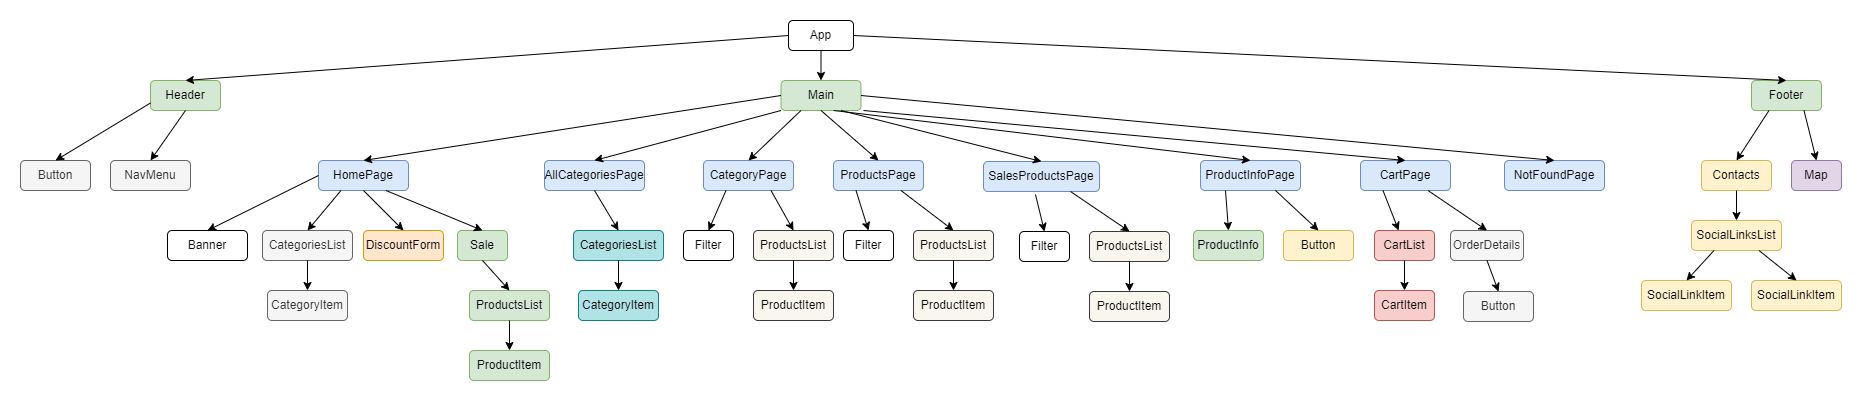 App
Header
Main
Footer
Button
NavMenu
HomePage
AllCategoriesPage
CategoryPage
ProductsPage
SalesProductsPage
ProductInfoPage
CartPage
NotFoundPage
Contacts
Map
Banner
CategoriesList
DiscountForm
Sale
CategoriesList
Filter
ProductsList
Filter
ProductsList
Filter
ProductsList
ProductInfo
Button
CartList
OrderDetails
SocialLinksList
CategoryItem
ProductsList
CategoryItem
ProductItem
ProductItem
ProductItem
CartItem
Button
SocialLinkItem
SocialLinkItem
ProductItem